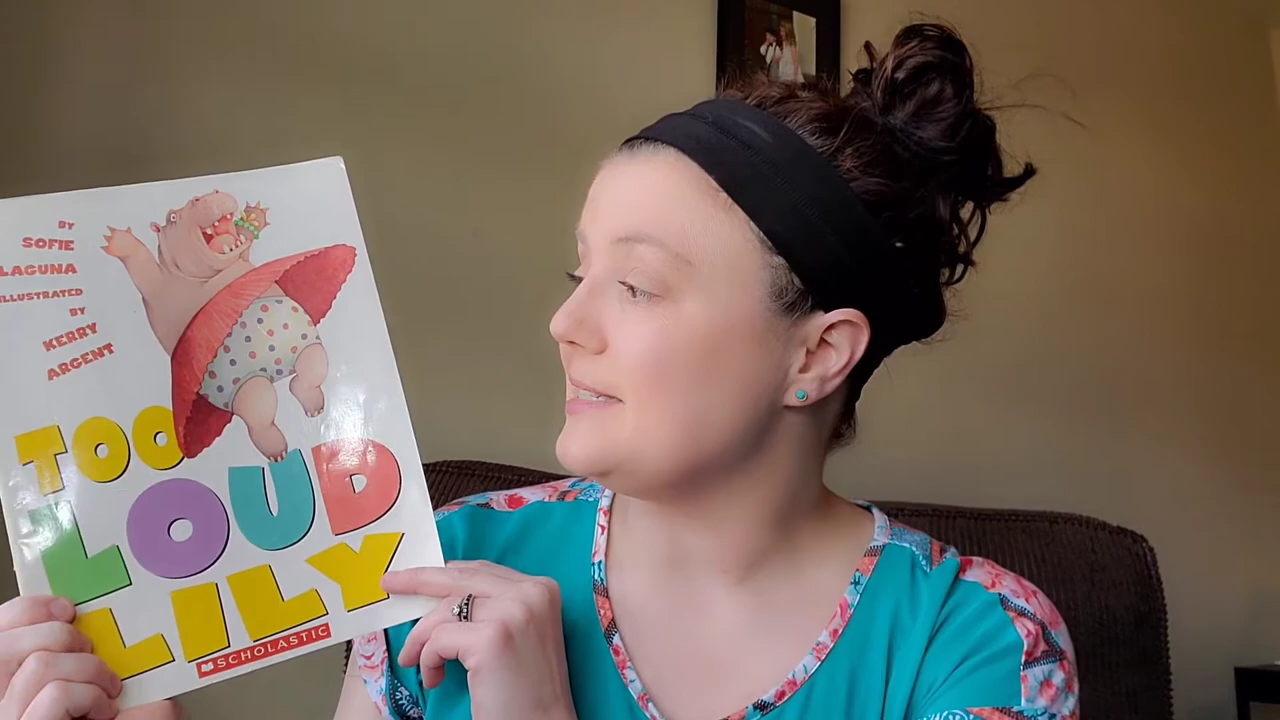 BY
SOFIE
LAGUNA
ILLUSTRATED
BY
KERRY
ARGENT
TOO
LOUD
LILY
SCHOLASTIC